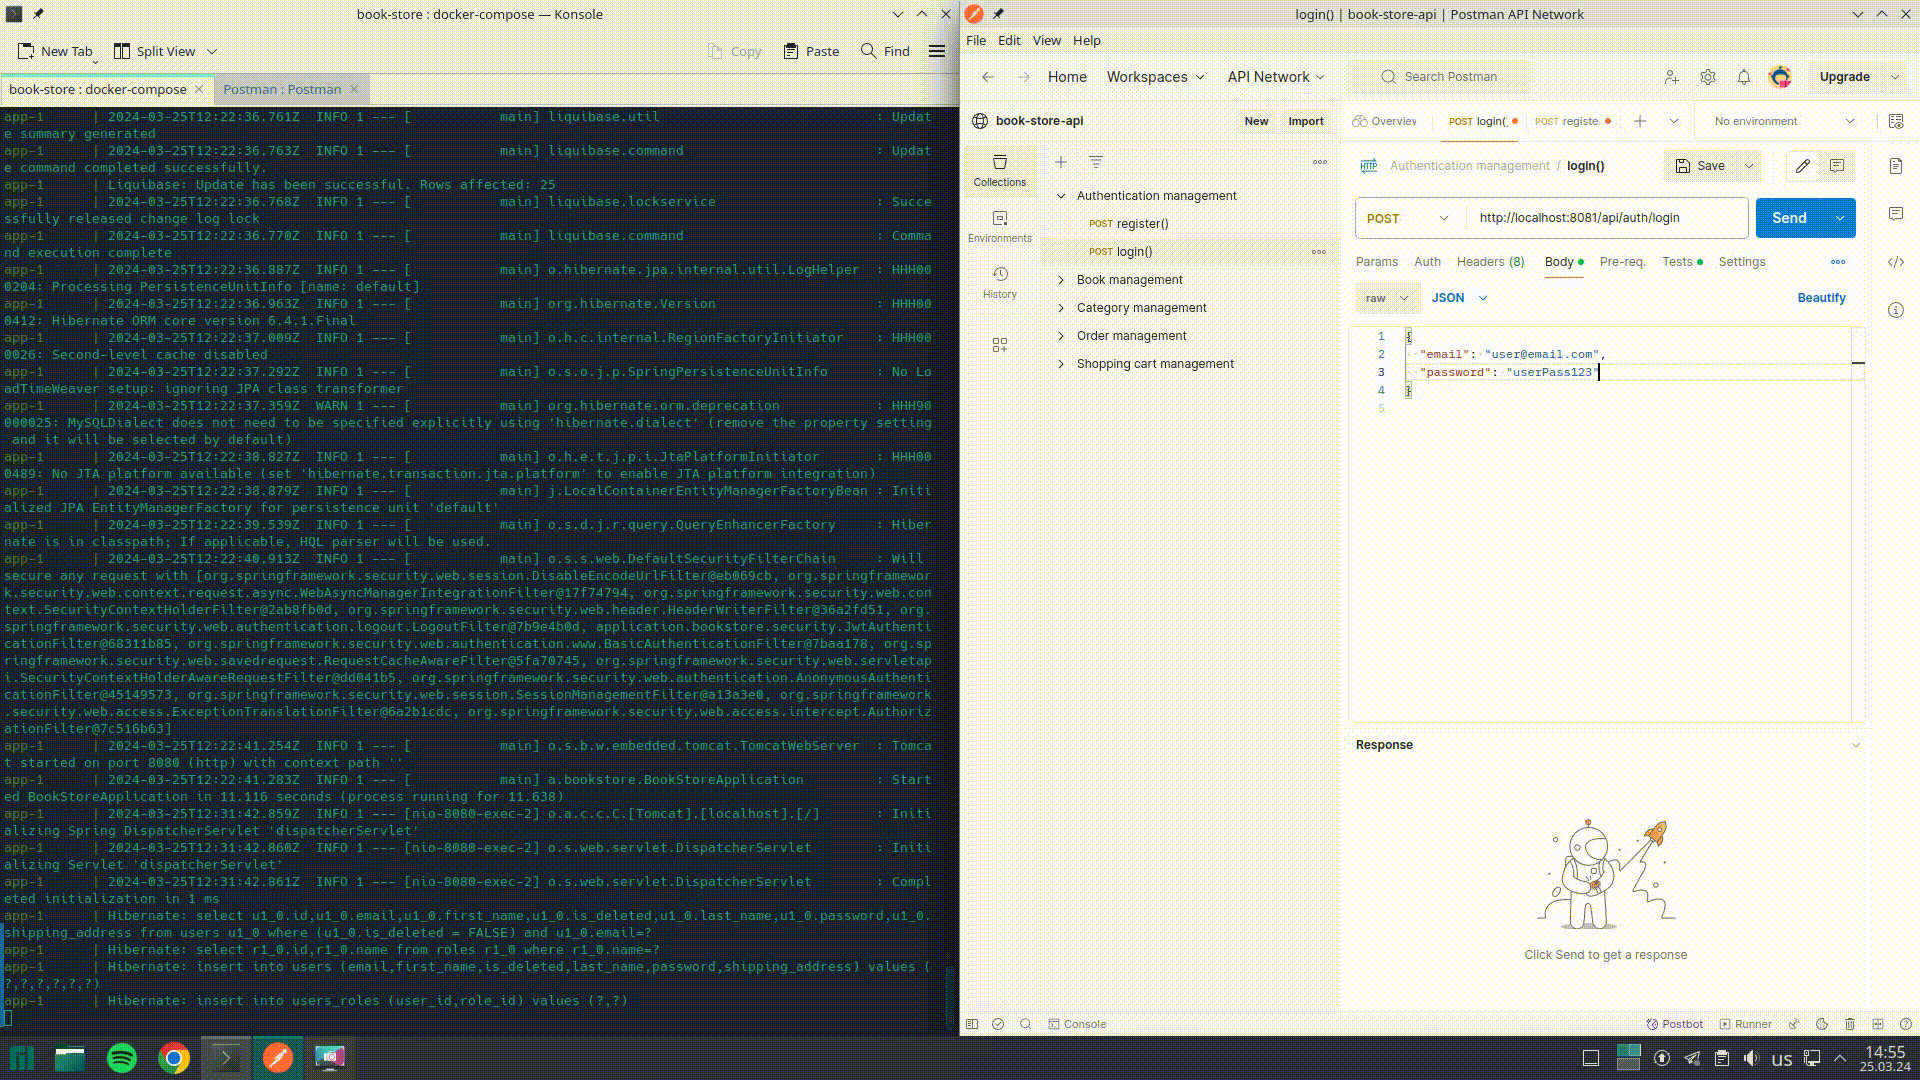 book-store : docker-compose — Konsole
New Tab
Split View
Copy
Paste
Find
book-store : docker-compose
Postman : Postman
app-1 | 2024-03-25T12:22:36.761Z INFO 1 --- [ main] liquibase.util : Updat
e summary generated
app-1 | 2024-03-25T12:22:36.763Z INFO 1 --- [ main] liquibase.command : Updat
e command completed successfully.
app-1 | Liquibase: Update has been successful. Rows affected: 25
app-1 | 2024-03-25T12:22:36.768Z INFO 1 --- [ main] liquibase.lockservice : Succe
ssfully released change log lock
app-1 | 2024-03-25T12:22:36.770Z INFO 1 --- [ main] liquibase.command : Comma
nd execution complete
app-1 | 2024-03-25T12:22:36.887Z INFO 1 --- [ main] o.hibernate.jpa.internal.util.LogHelper : HHH00
0204: Processing PersistenceUnitInfo [name: default]
app-1 | 2024-03-25T12:22:36.963Z INFO 1 --- [ main] org.hibernate.Version : HHH00
0412: Hibernate ORM core version 6.4.1.Final
app-1 | 2024-03-25T12:22:37.009Z INFO 1 --- [ main] o.h.c.internal.RegionFactoryInitiator : HHH00
0026: Second-level cache disabled
app-1 | 2024-03-25T12:22:37.292Z INFO 1 --- [ main] o.s.o.j.p.SpringPersistenceUnitInfo : No Lo
adTimeWeaver setup: ignoring JPA class transformer
app-1 | 2024-03-25T12:22:37.359Z WARN 1 --- [ main] org.hibernate.orm.deprecation : HHH90
000025: MySQLDialect does not need to be specified explicitly using 'hibernate.dialect' (remove the property setting
and it will be selected by default)
app-1 | 2024-03-25T12:22:38.827Z INFO 1 --- [ main] o.h.e.t.j.p.i.JtaPlatformInitiator : HHH00
0489: No JTA platform available (set 'hibernate.transaction.jta.platform' to enable JTA platform integration)
app-1 | 2024-03-25T12:22:38.879Z INFO 1 --- [ main] j.LocalContainerEntityManagerFactoryBean : Initi
alized JPA EntityManagerFactory for persistence unit 'default'
app-1 | 2024-03-25T12:22:39.539Z INFO 1 --- [ main] o.s.d.j.r.query.QueryEnhancerFactory : Hiber
nate is in classpath; If applicable, HQL parser will be used.
app-1 | 2024-03-25T12:22:40.913Z INFO 1 --- [ main] o.s.s.web.DefaultSecurityFilterChain : Will
secure any request with [org.springframework.security.web.session.DisableEncodeUrlFilter@eb069cb, org.springframewor
k.security.web.context.request.async.WebAsyncManagerIntegrationFilter@17f74794, org.springframework.security.web.con
text.SecurityContextHolderFilter@2ab8fb0d, org.springframework.security.web.header.HeaderWriterFilter@36a2fd51, org.
springframework.security.web.authentication.logout.LogoutFilter@7b9e4b0d, application.bookstore.security.JwtAuthenti
cationFilter@68311b85, org.springframework.security.web.authentication.www.BasicAuthenticationFilter@7baa178, org.sp
ringframework.security.web.savedrequest.RequestCacheAwareFilter@5fa70745, org.springframework.security.web.servletap
i.SecurityContextHolderAwareRequestFilter@dd041b5, org.springframework.security.web.authentication.AnonymousAuthenti
cationFilter@45149573, org.springframework.security.web.session.SessionManagementFilter@a13a3e0, org.springframework
.security.web.access.ExceptionTranslationFilter@6a2b1cdc, org.springframework.security.web.access.intercept.Authoriz
ationFilter@7c516b63]
app-1 | 2024-03-25T12:22:41.254Z INFO 1 --- [ main] o.s.b.w.embedded.tomcat.TomcatWebServer : Tomca
t started on port 8080 (http) with context path ''
app-1 | 2024-03-25T12:22:41.283Z INFO 1 --- [ main] a.bookstore.BookStoreApplication : Start
ed BookStoreApplication in 11.116 seconds (process running for 11.638)
app-1 | 2024-03-25T12:31:42.859Z INFO 1 --- [nio-8080-exec-2] o.a.c.c.C.[Tomcat].[localhost].[/] : Initi
alizing Spring DispatcherServlet 'dispatcherServlet'
app-1 | 2024-03-25T12:31:42.860Z INFO 1 --- [nio-8080-exec-2] o.s.web.servlet.DispatcherServlet : Initi
alizing Servlet 'dispatcherServlet'
app-1 | 2024-03-25T12:31:42.861Z INFO 1 --- [nio-8080-exec-2] o.s.web.servlet.DispatcherServlet : Compl
eted initialization in 1 ms
app-1 | Hibernate: select u1_0.id,u1_0.email,u1_0.first_name,u1_0.is_deleted,u1_0.last_name,u1_0.password,u1_0.
shipping_address from users u1_0 where (u1_0.is_deleted = FALSE) and u1_0.email=?
app-1 | Hibernate: select r1_0.id,r1_0.name from roles r1_0 where r1_0.name=?
app-1 | Hibernate: insert into users (email,first_name,is_deleted,last_name,password,shipping_address) values (
?,?,?,?,?,?)
app-1 | Hibernate: insert into users_roles (user_id,role_id) values (?,?)
login() | book-store-api | Postman API Network
File Edit View Help
Home Workspaces API Network
Search Postman
Upgrade
book-store-api
New Import
Overvie
POST login(.
POST registe.
No environment
Collections
Environments
History
Authentication management
POST register()
POST login()
Book management
Category management
Order management
Shopping cart management
HTTP Authentication management / login()
Save
POST
http://localhost:8081/api/auth/login
Send
Params Auth Headers (8) Body Pre-req. Tests Settings
raw JSON Beautify
1 {
2 "email": "user@email.com",
3 "password": "userPass123"
4 }
5
Response
Click Send to get a response
Console
Postbot
Runner
us
14:55
25.03.24